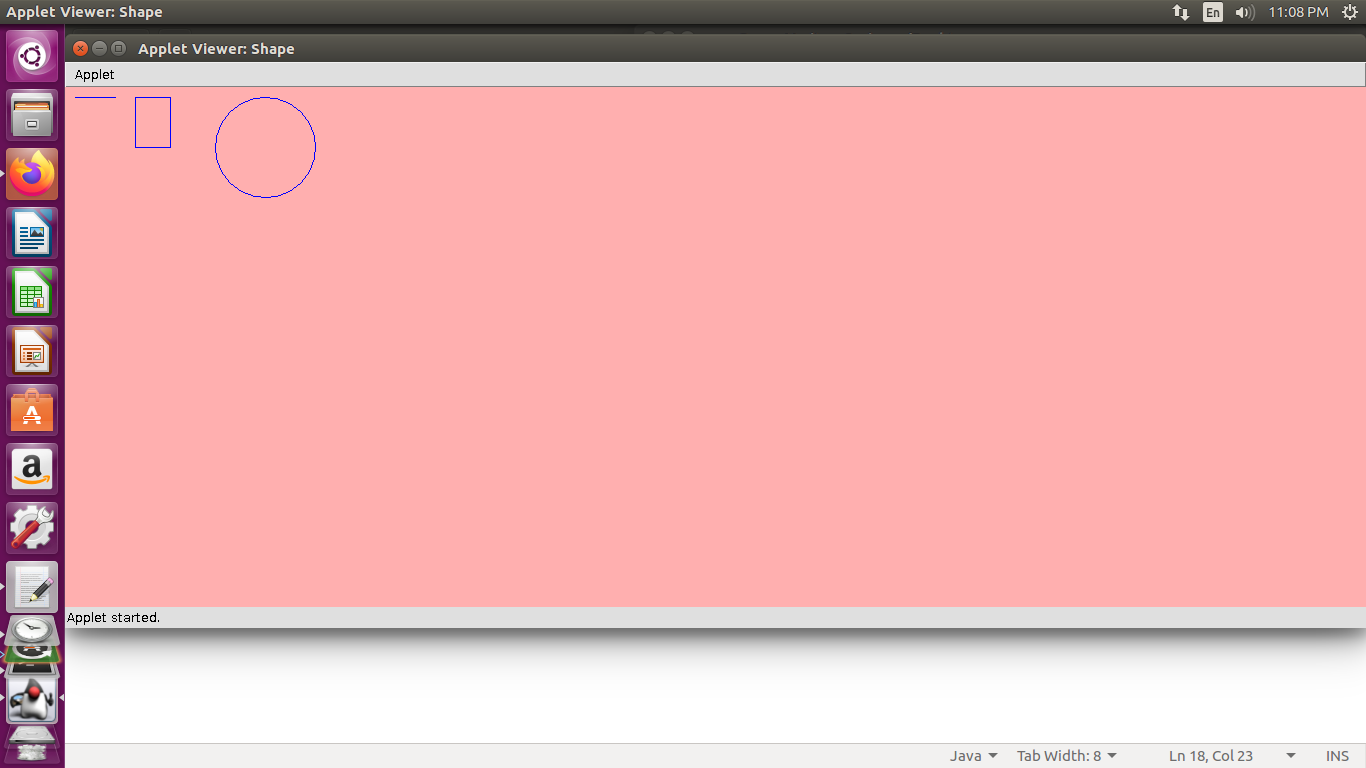 Applet Viewer: Shape
En
11:08 PM
Applet Viewer: Shape
Applet
Applet started.
Java
Tab Width: 8
Ln 18, Col 23
INS